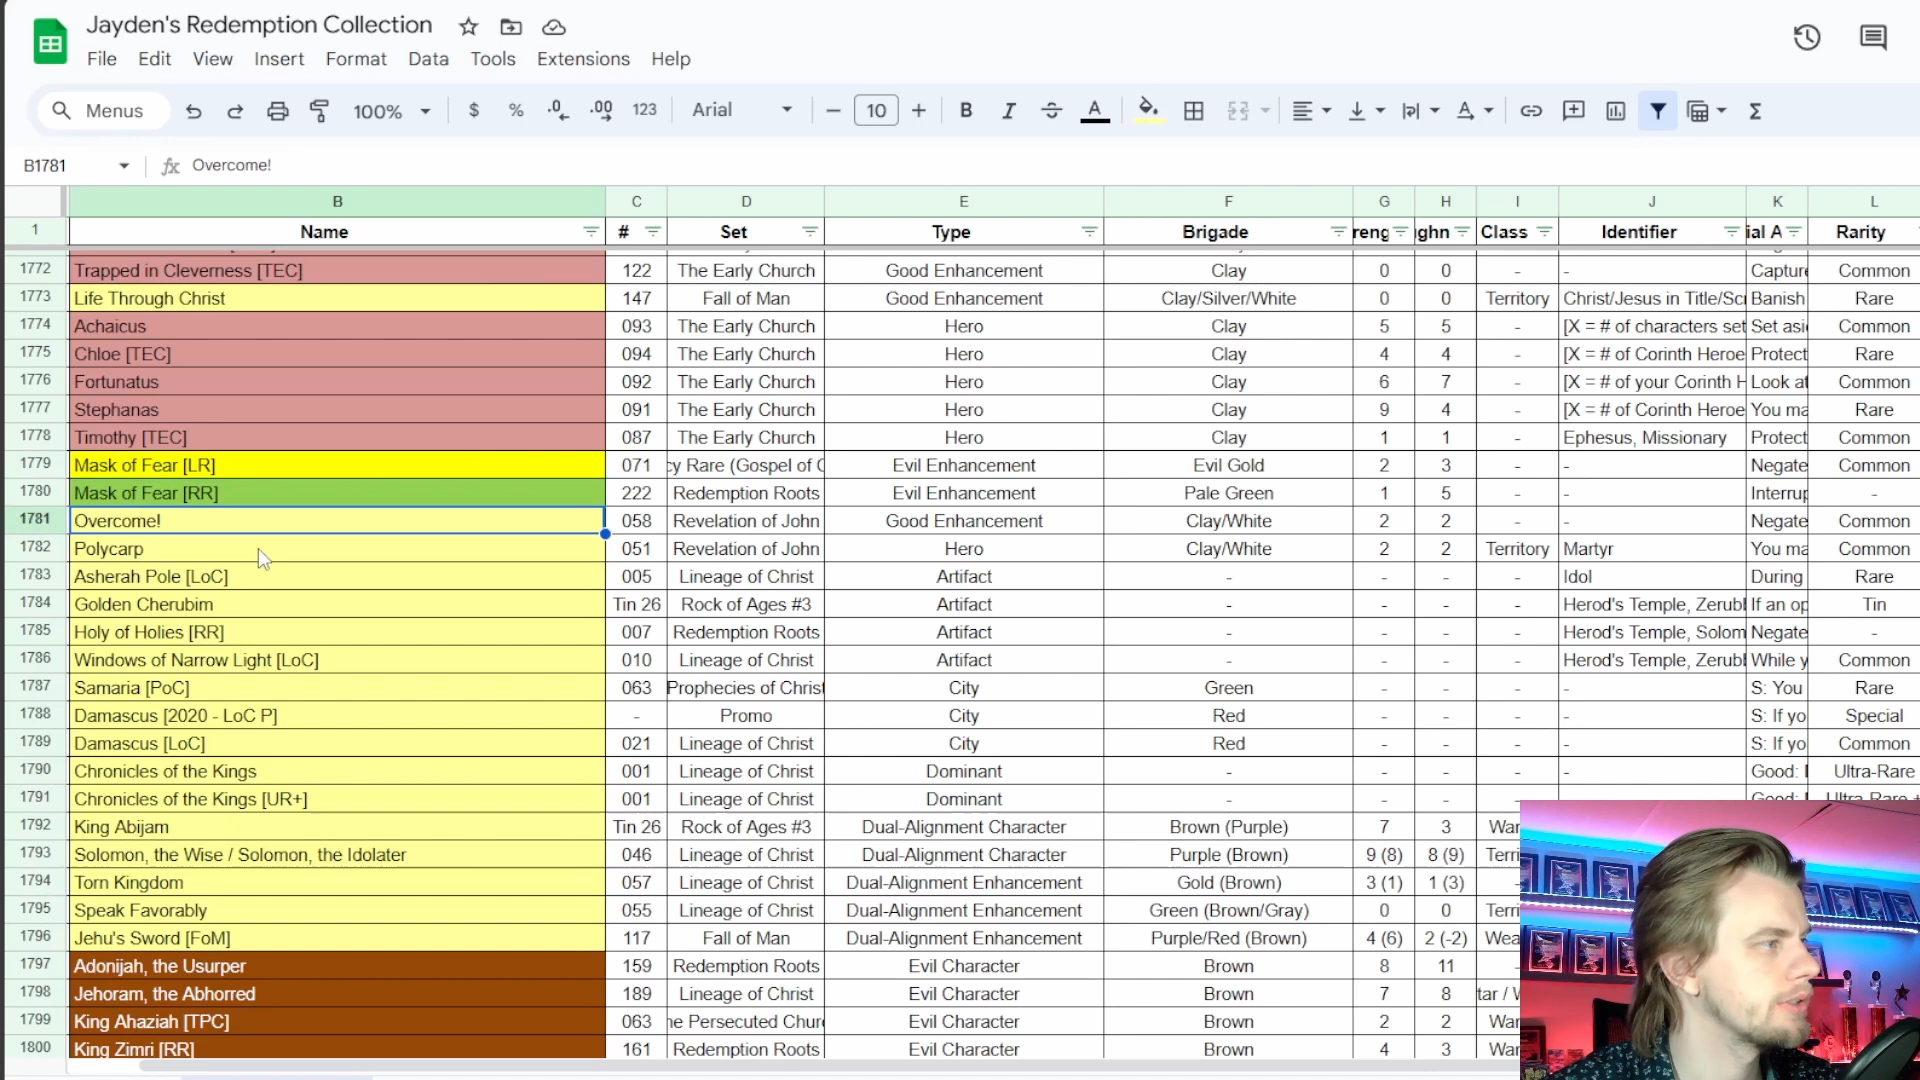 Jayden's Redemption Collection
File Edit View Insert Format Data Tools Extensions Help
Menus 100% $ % .0 .00 123 Arial 10 B I A Σ
B1781 fx Overcome!
B C D E F G H I J K L
1 Name # Set Type Brigade reng ughn Class Identifier ial A Rarity
1772 Trapped in Cleverness [TEC] 122 The Early Church Good Enhancement Clay 0 0 - - Capture Common
1773 Life Through Christ 147 Fall of Man Good Enhancement Clay/Silver/White 0 0 Territory Christ/Jesus in Title/Scr Banish Rare
1774 Achaicus 093 The Early Church Hero Clay 5 5 - [X = # of characters set Set asi Common
1775 Chloe [TEC] 094 The Early Church Hero Clay 4 4 - [X = # of Corinth Heroe Protect Rare
1776 Fortunatus 092 The Early Church Hero Clay 6 7 - [X = # of your Corinth H Look at Common
1777 Stephanas 091 The Early Church Hero Clay 9 4 - [X = # of Corinth Heroe You ma Rare
1778 Timothy [TEC] 087 The Early Church Hero Clay 1 1 - Ephesus, Missionary Protect Common
1779 Mask of Fear [LR] 071 cy Rare (Gospel of C Evil Enhancement Evil Gold 2 3 - - Negate Common
1780 Mask of Fear [RR] 222 Redemption Roots Evil Enhancement Pale Green 1 5 - - Interrup -
1781 Overcome! 058 Revelation of John Good Enhancement Clay/White 2 2 - - Negate Common
1782 Polycarp 051 Revelation of John Hero Clay/White 2 2 Territory Martyr You ma Common
1783 Asherah Pole [LoC] 005 Lineage of Christ Artifact - - - - Idol During Rare
1784 Golden Cherubim Tin 26 Rock of Ages #3 Artifact - - - - Herod's Temple, Zerubb If an op Tin
1785 Holy of Holies [RR] 007 Redemption Roots Artifact - - - - Herod's Temple, Solom Negate -
1786 Windows of Narrow Light [LoC] 010 Lineage of Christ Artifact - - - - Herod's Temple, Zerubb While y Common
1787 Samaria [PoC] 063 Prophecies of Christ City Green - - - - S: You Rare
1788 Damascus [2020 - LoC P] - Promo City Red - - - - S: If yo Special
1789 Damascus [LoC] 021 Lineage of Christ City Red - - - - S: If yo Common
1790 Chronicles of the Kings 001 Lineage of Christ Dominant - - - - - Good: Ultra-Rare
1791 Chronicles of the Kings [UR+] 001 Lineage of Christ Dominant - - - - - Good: Ultra-Rare +
1792 King Abijam Tin 26 Rock of Ages #3 Dual-Alignment Character Brown (Purple) 7 3 War
1793 Solomon, the Wise / Solomon, the Idolater 046 Lineage of Christ Dual-Alignment Character Purple (Brown) 9 (8) 8 (9) Terri
1794 Torn Kingdom 057 Lineage of Christ Dual-Alignment Enhancement Gold (Brown) 3 (1) 1 (3) -
1795 Speak Favorably 055 Lineage of Christ Dual-Alignment Enhancement Green (Brown/Gray) 0 0 Terri
1796 Jehu's Sword [FoM] 117 Fall of Man Dual-Alignment Enhancement Purple/Red (Brown) 4 (6) 2 (-2) Wea
1797 Adonijah, the Usurper 159 Redemption Roots Evil Character Brown 8 11 -
1798 Jehoram, the Abhorred 189 Lineage of Christ Evil Character Brown 7 8 tar / W
1799 King Ahaziah [TPC] 063 he Persecuted Churc Evil Character Brown 2 2 War
1800 King Zimri [RR] 161 Redemption Roots Evil Character Brown 4 3 War